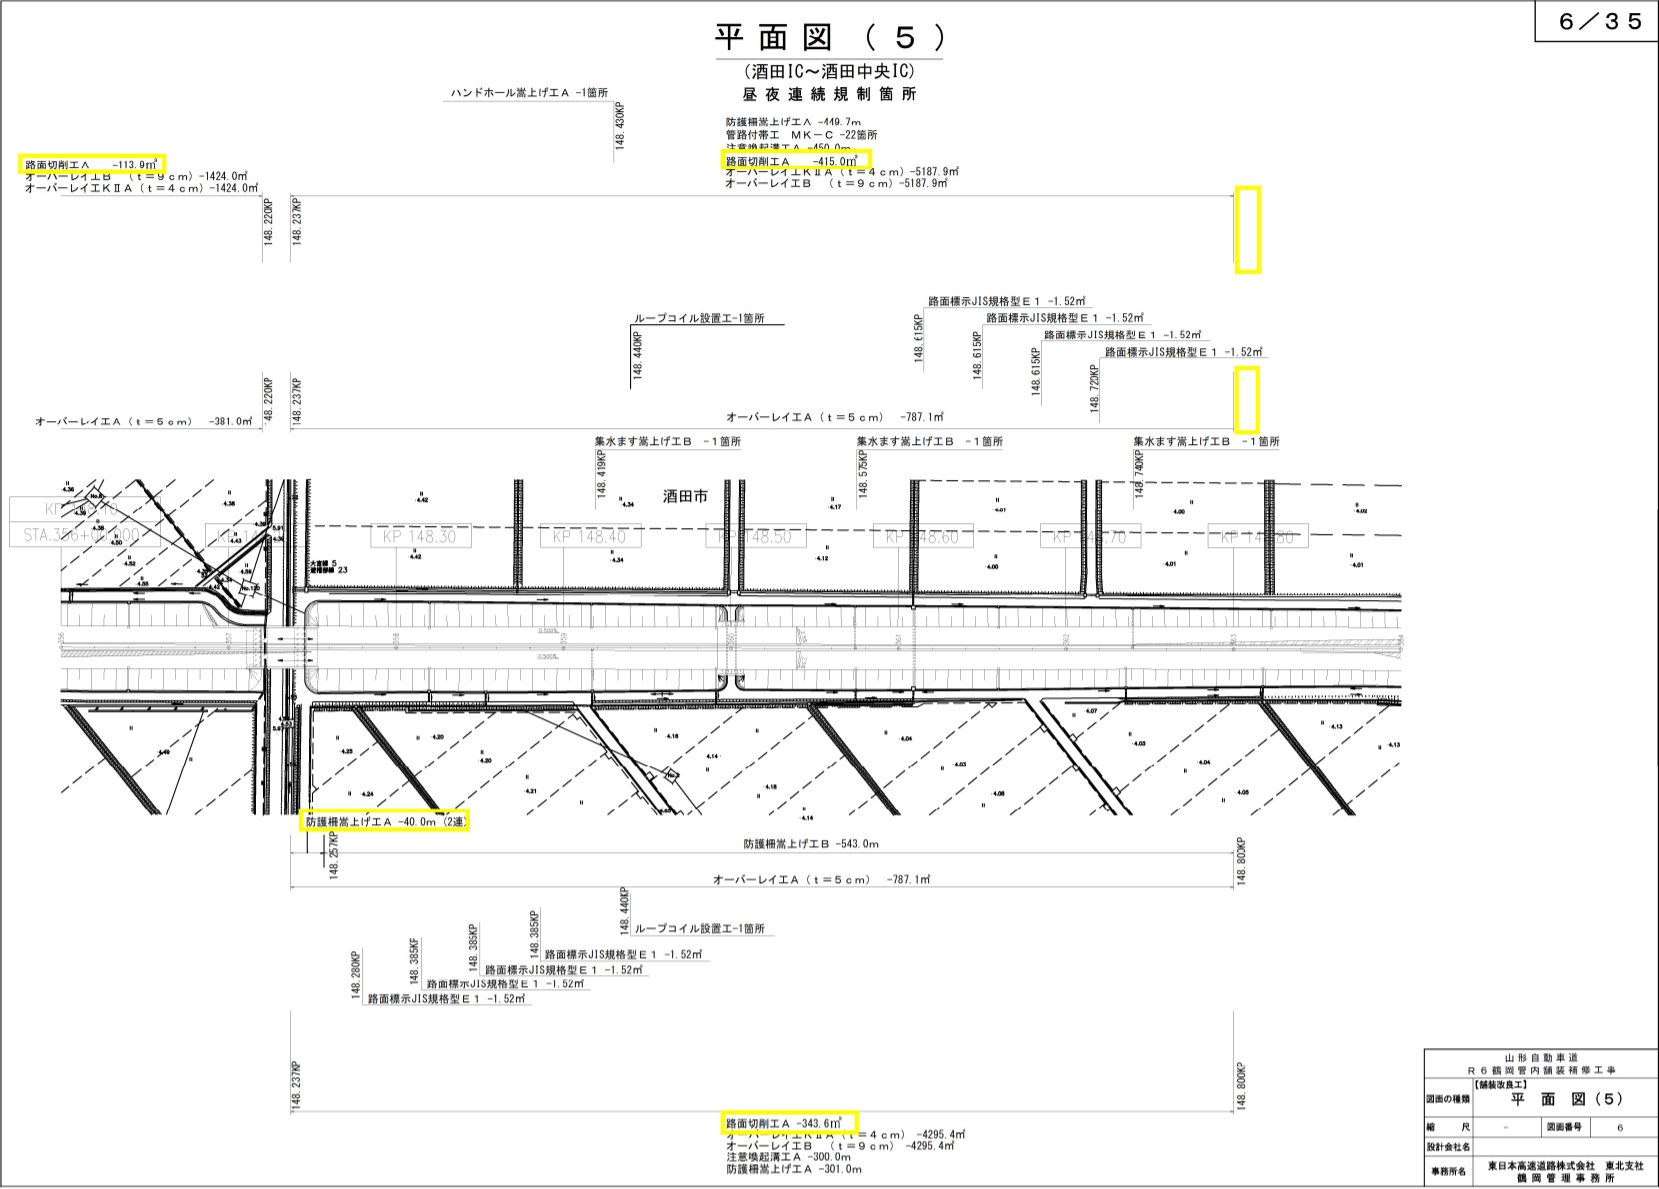 6／35
平面図（5）
(酒田IC～酒田中央IC)
昼夜連続規制箇所
ハンドホール嵩上げ工A -1箇所
148.430KP
防護柵嵩上げ工A -449.7m
管路付帯工 MK-C -22箇所
注意喚起溝工A -450.0m
路面切削工A -415.0㎡
オーバーレイ工KⅡA（t=4cm）-5187.9㎡
オーバーレイ工B （t=9cm）-5187.9㎡
路面切削工A -113.9㎡
オーバーレイ工B （t=9cm）-1424.0㎡
オーバーレイ工KⅡA（t=4cm）-1424.0㎡
148.220KP
148.237KP
路面標示JIS規格型E1 -1.52㎡
路面標示JIS規格型E1 -1.52㎡
路面標示JIS規格型E1 -1.52㎡
路面標示JIS規格型E1 -1.52㎡
148.615KP
148.615KP
148.615KP
148.720KP
ループコイル設置工-1箇所
148.440KP
148.220KP
148.237KP
オーバーレイ工A（t=5cm） -381.0㎡
オーバーレイ工A（t=5cm） -787.1㎡
集水ます嵩上げ工B -1箇所
集水ます嵩上げ工B -1箇所
集水ます嵩上げ工B -1箇所
148.419KP
148.575KP
148.740KP
酒田市
KP 148.30
KP 148.40
防護柵嵩上げ工A -40.0m（2連）
148.257KP
防護柵嵩上げ工B -543.0m
148.800KP
オーバーレイ工A（t=5cm） -787.1㎡
148.440KP
ループコイル設置工-1箇所
148.385KP
路面標示JIS規格型E1 -1.52㎡
148.385KP
路面標示JIS規格型E1 -1.52㎡
148.385KP
路面標示JIS規格型E1 -1.52㎡
148.280KP
路面標示JIS規格型E1 -1.52㎡
148.237KP
148.800KP
路面切削工A -343.6㎡
オーバーレイ工KⅡA（t=4cm） -4295.4㎡
オーバーレイ工B （t=9cm）-4295.4㎡
注意喚起溝工A -300.0m
防護柵嵩上げ工A -301.0m
山形自動車道
R6鶴岡管内舗装補修工事
【舗装改良工】
図面の種類 平面図(5)
縮尺 - 図面番号 6
設計会社名
事務所名 東日本高速道路株式会社 東北支社
鶴岡管理事務所